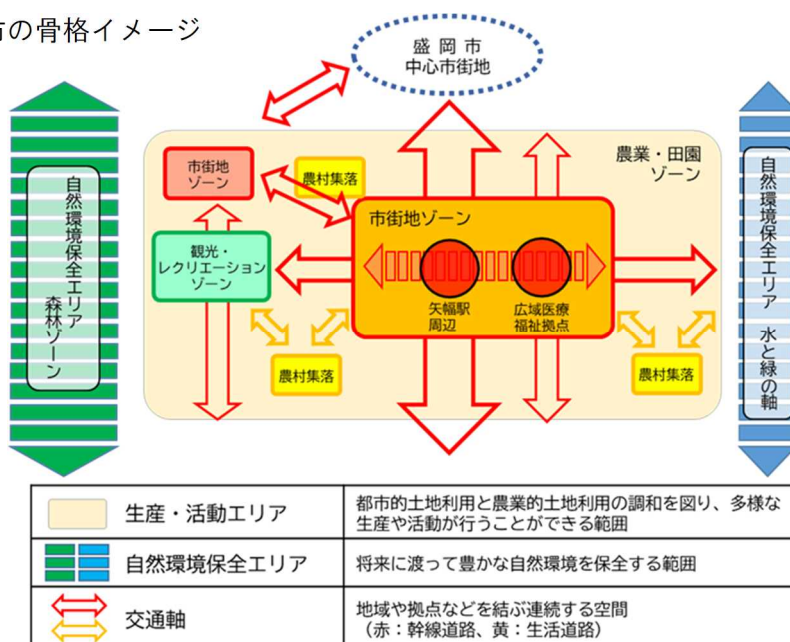 の骨格イメージ
盛岡市
中心市街地
市街地
ゾーン
農村集落
農業・田園
ゾーン
市街地ゾーン
観光・
レクリエーション
ゾーン
矢幅駅
周辺
広域医療
福祉拠点
農村集落
農村集落
自然環境保全エリア
森林ゾーン
自然環境保全エリア 水と緑の軸
生産・活動エリア
都市的土地利用と農業的土地利用の調和を図り、多様な
生産や活動が行うことができる範囲
自然環境保全エリア
将来に渡って豊かな自然環境を保全する範囲
交通軸
地域や拠点などを結ぶ連続する空間
（赤：幹線道路、黄：生活道路）